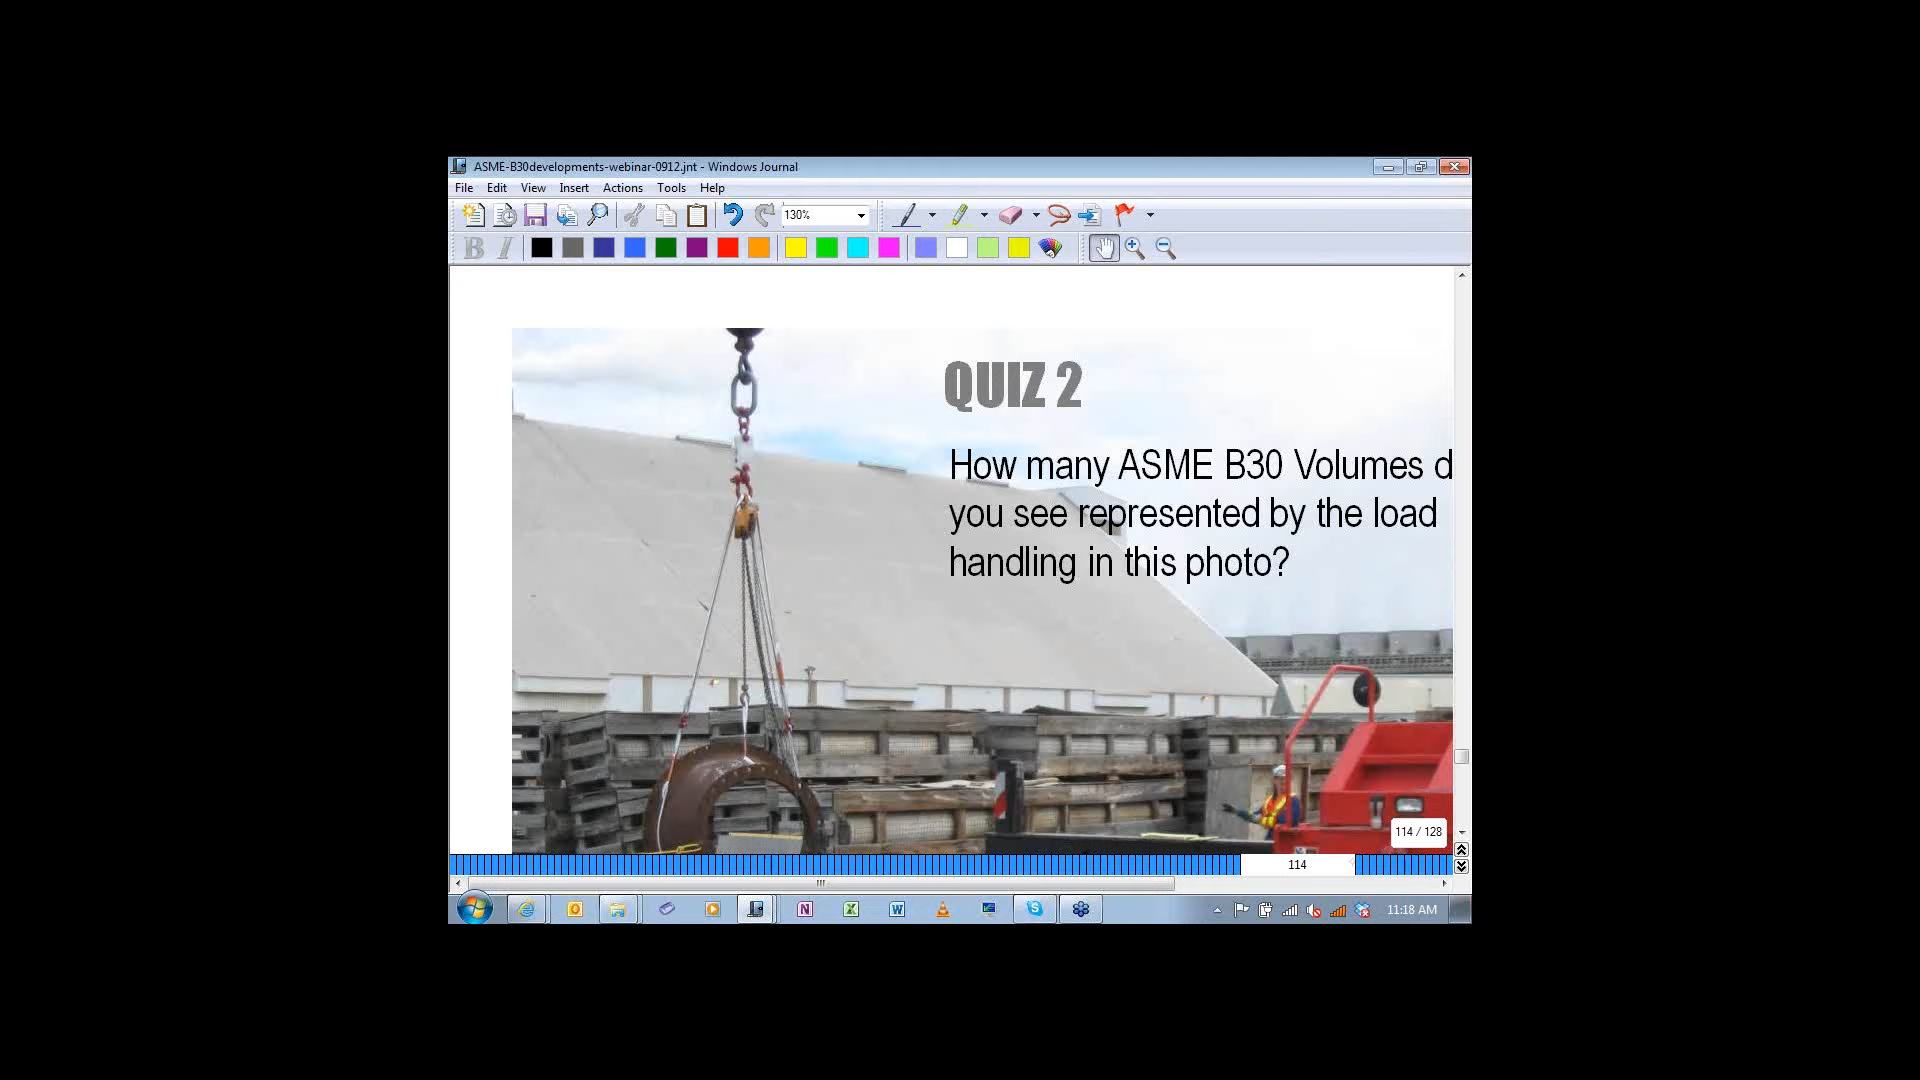 ASME-B30developments-webinar-0912.jnt - Windows Journal
File Edit View Insert Actions Tools Help
130%
B I
QUIZ 2
How many ASME B30 Volumes d
you see represented by the load
handling in this photo?
114 / 128
114
11:18 AM